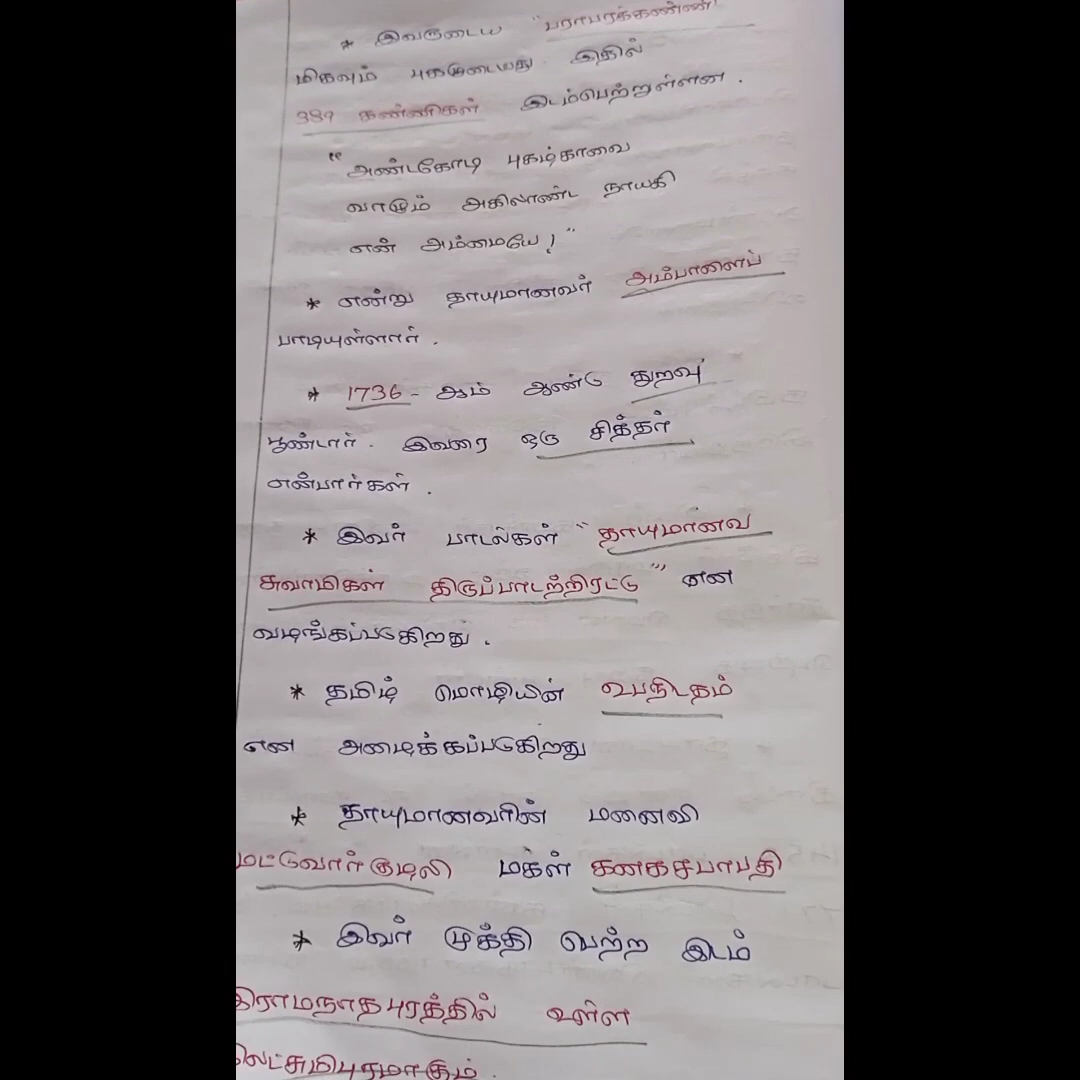 * இவருடைய "பராபரக்கண்ணி
மிகவும் புகழுடையது. இதில்
389 கண்ணிகள் இடம்பெற்றுள்ளன.
"அண்டகோடி புகழ்காவை
வாழும் அகிலாண்ட நாயகி
என் அம்மையே!"
* என்று தாயுமானவர் அம்பாளைப்
பாடியுள்ளார்.
* 1736-ஆம் ஆண்டு துறவு
பூண்டார். இவரை ஒரு சித்தர்
என்பார்கள்.
* இவர் பாடல்கள் "தாயுமானவ
சுவாமிகள் திருப்பாடற்றிரட்டு" என
வழங்கப்படுகிறது.
* தமிழ் மொழியின் உபநிடதம்
என அழைக்கப்படுகிறது
* தாயுமானவரின் மனைவி
மட்டுவார்குழலி மகள் கனகசபாபதி
* இவர் முக்தி பெற்ற இடம்
இராமநாதபுரத்தில் உள்ள
லெட்சுமிபுரமாகும்.